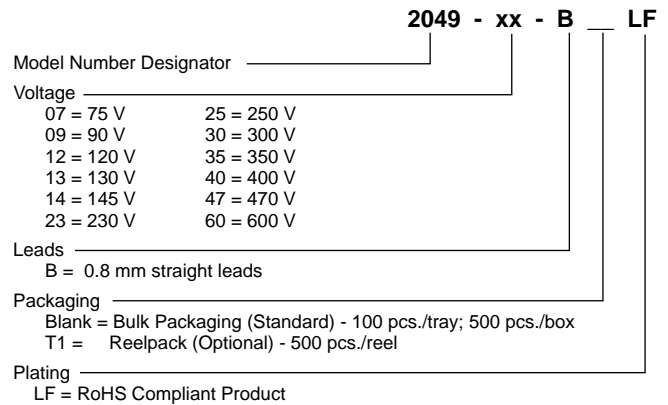 2049 - xx - B __ LF
Model Number Designator
Voltage
07 = 75 V 25 = 250 V
09 = 90 V 30 = 300 V
12 = 120 V 35 = 350 V
13 = 130 V 40 = 400 V
14 = 145 V 47 = 470 V
23 = 230 V 60 = 600 V
Leads
B = 0.8 mm straight leads
Packaging
Blank = Bulk Packaging (Standard) - 100 pcs./tray; 500 pcs./box
T1 = Reelpack (Optional) - 500 pcs./reel
Plating
LF = RoHS Compliant Product